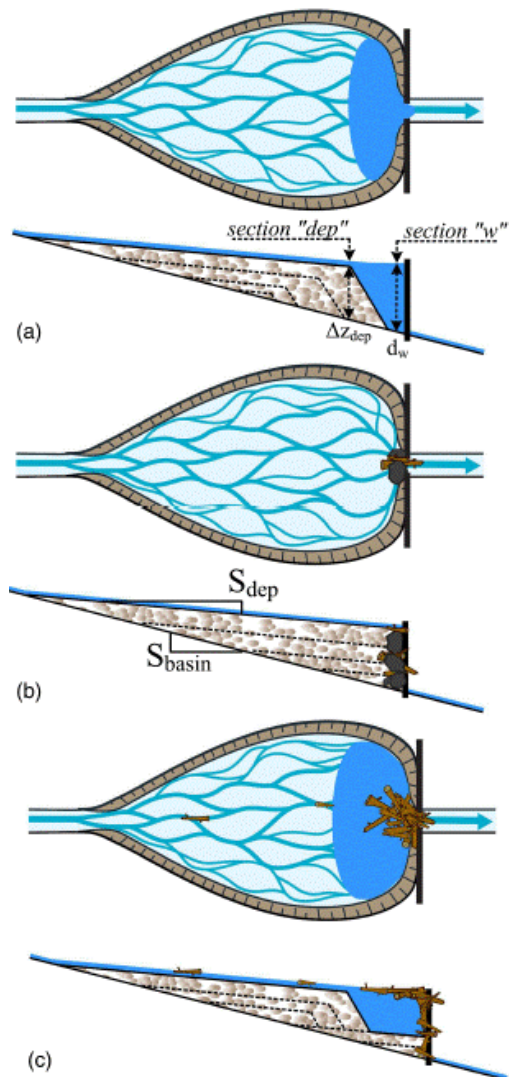 section "dep"
section "w"
(a)
Δz_dep
d_w
S_dep
S_basin
(b)
(c)